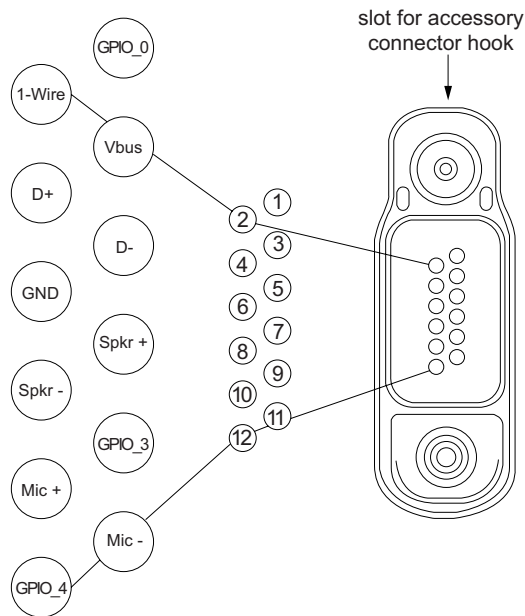 slot for accessory
connector hook
GPIO_0
1-Wire
Vbus
D+
D-
GND
Spkr +
Spkr -
GPIO_3
Mic +
Mic -
GPIO_4
1
2
3
4
5
6
7
8
9
10
11
12